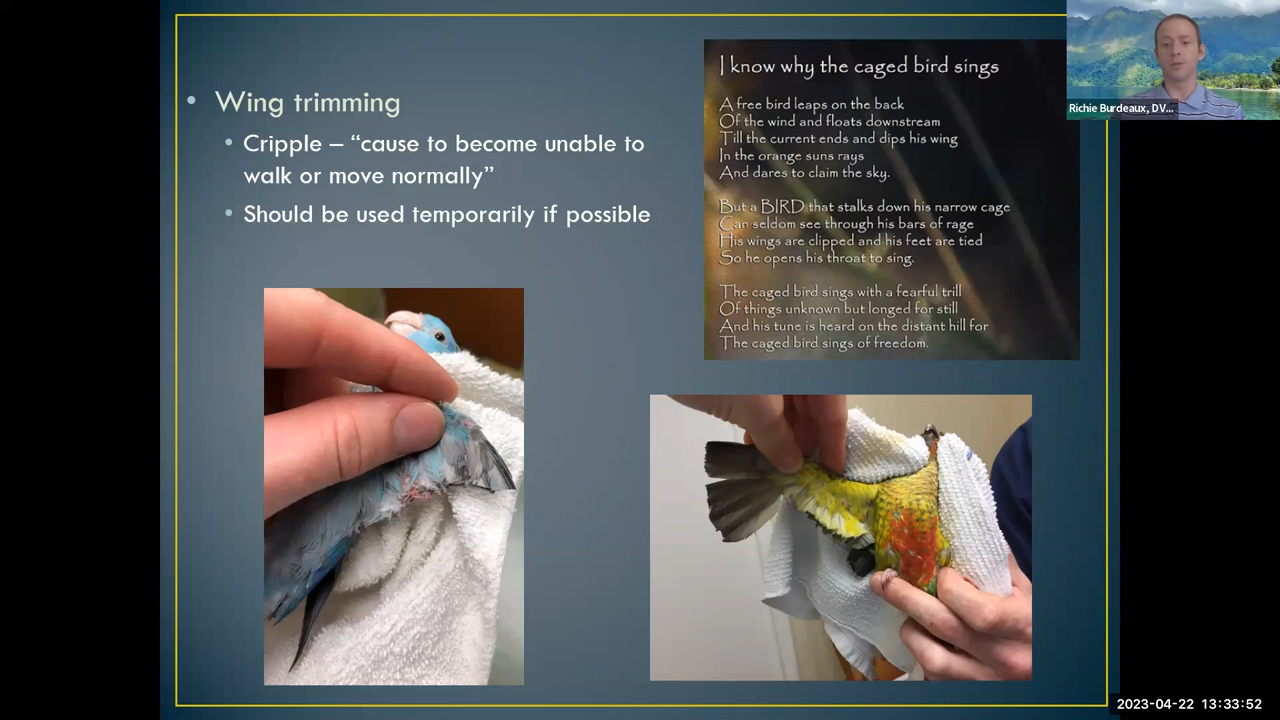 Wing trimming
Cripple – “cause to become unable to
walk or move normally”
Should be used temporarily if possible
I know why the caged bird sings
A free bird leaps on the back
Of the wind and floats downstream
Till the current ends and dips his wing
In the orange suns rays
And dares to claim the sky.
But a BIRD that stalks down his narrow cage
Can seldom see through his bars of rage
His wings are clipped and his feet are tied
So he opens his throat to sing.
The caged bird sings with a fearful trill
Of things unknown but longed for still
And his tune is heard on the distant hill for
The caged bird sings of freedom.
Richie Burdeaux, DV...
2023-04-22 13:33:52